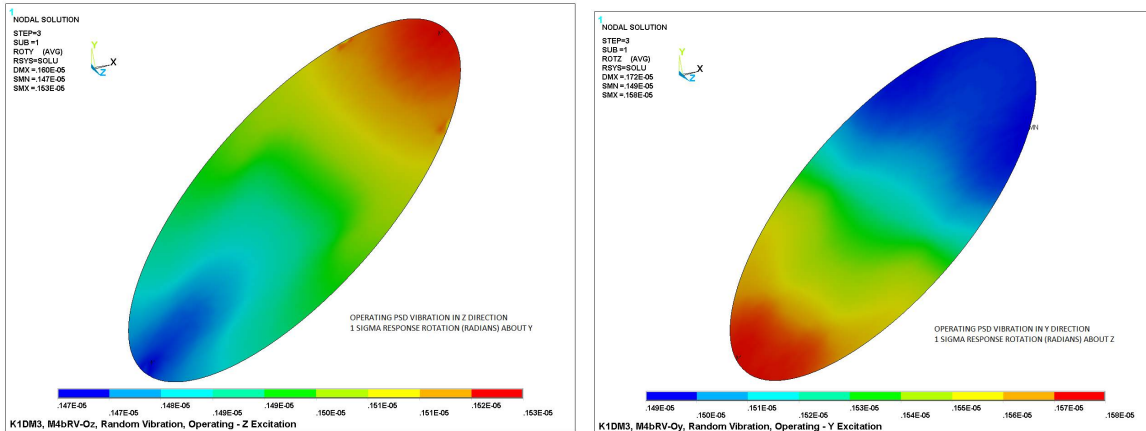 1
NODAL SOLUTION
STEP=3
SUB =1
ROTY (AVG)
RSYS=SOLU
DMX =.160E-05
SMN =.147E-05
SMX =.153E-05
Y
X
Z
OPERATING PSD VIBRATION IN Z DIRECTION
1 SIGMA RESPONSE ROTATION (RADIANS) ABOUT Y
.147E-05 .147E-05 .148E-05 .149E-05 .149E-05 .150E-05 .151E-05 .151E-05 .152E-05 .153E-05
K1DM3, M4bRV-Oz, Random Vibration, Operating - Z Excitation
1
NODAL SOLUTION
STEP=3
SUB =1
ROTZ (AVG)
RSYS=SOLU
DMX =.172E-05
SMN =.149E-05
SMX =.158E-05
Y
X
Z
MN
OPERATING PSD VIBRATION IN Y DIRECTION
1 SIGMA RESPONSE ROTATION (RADIANS) ABOUT Z
.149E-05 .150E-05 .151E-05 .152E-05 .153E-05 .154E-05 .155E-05 .156E-05 .157E-05 .158E-05
K1DM3, M4bRV-Oy, Random Vibration, Operating - Y Excitation